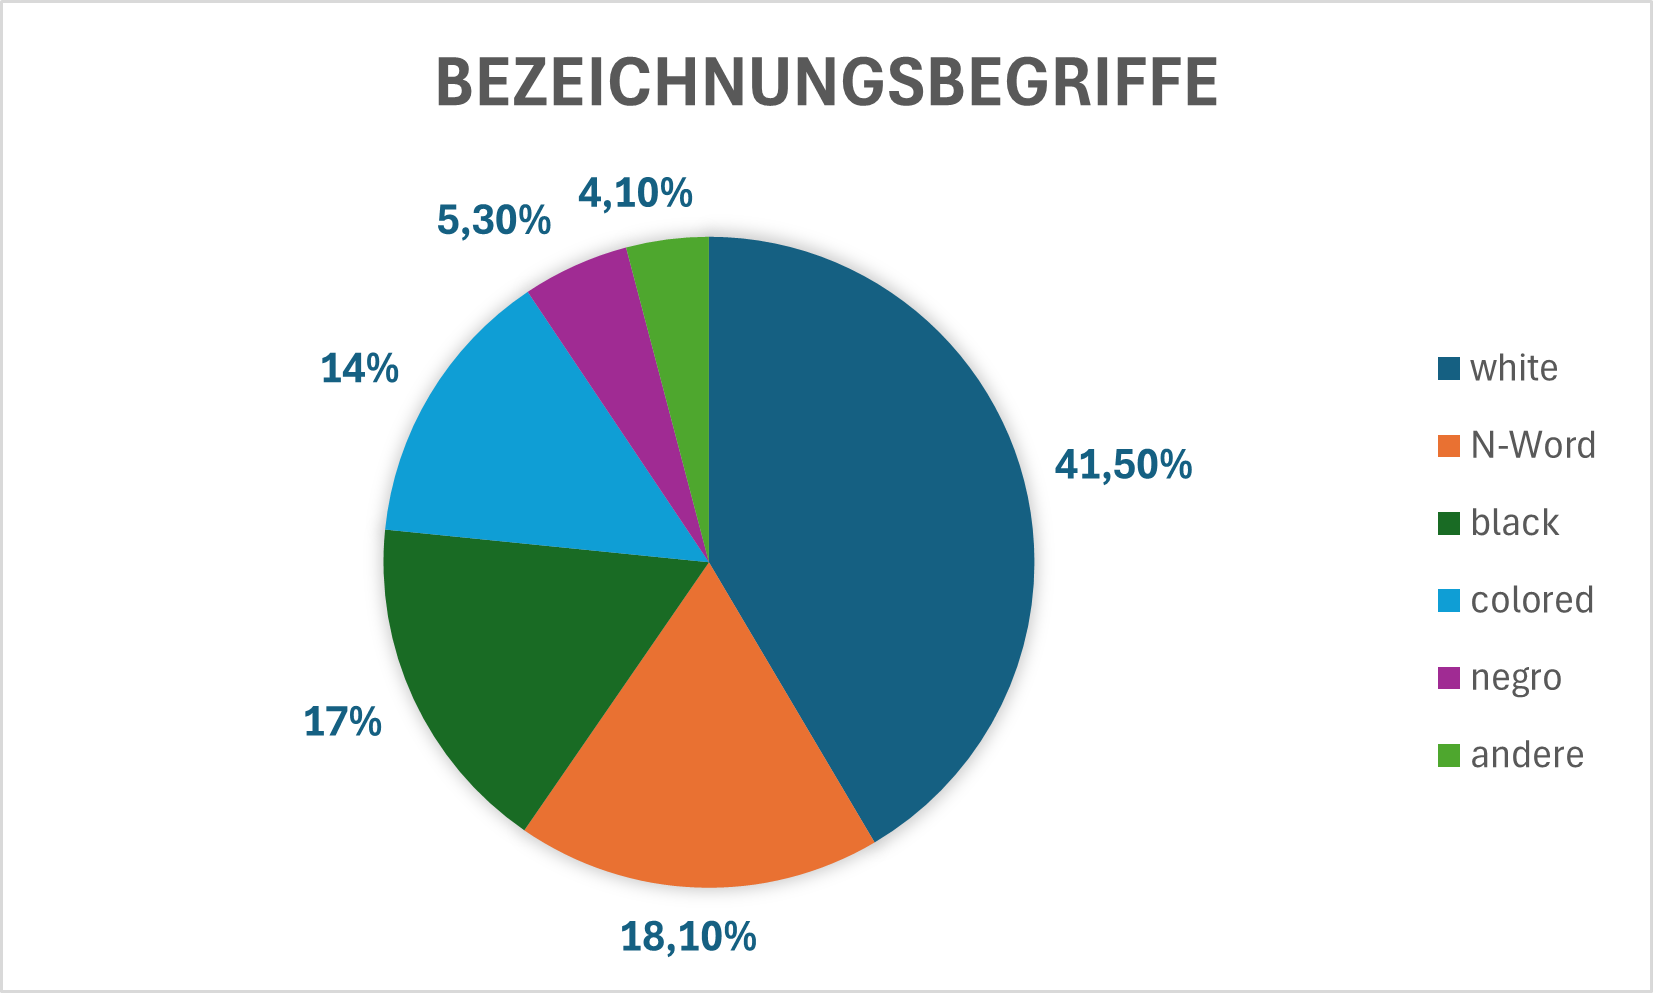 BEZEICHNUNGSBEGRIFFE
4,10%
5,30%
14%
41,50%
17%
18,10%
white
N-Word
black
colored
negro
andere